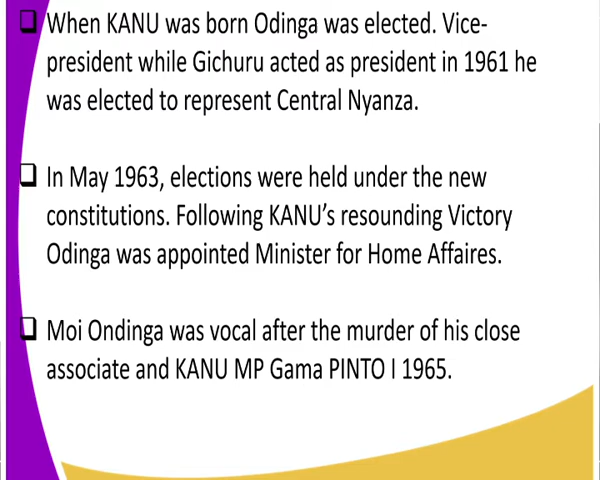 When KANU was born Odinga was elected. Vice-
president while Gichuru acted as president in 1961 he
was elected to represent Central Nyanza.
In May 1963, elections were held under the new
constitutions. Following KANU’s resounding Victory
Odinga was appointed Minister for Home Affaires.
Moi Ondinga was vocal after the murder of his close
associate and KANU MP Gama PINTO I 1965.